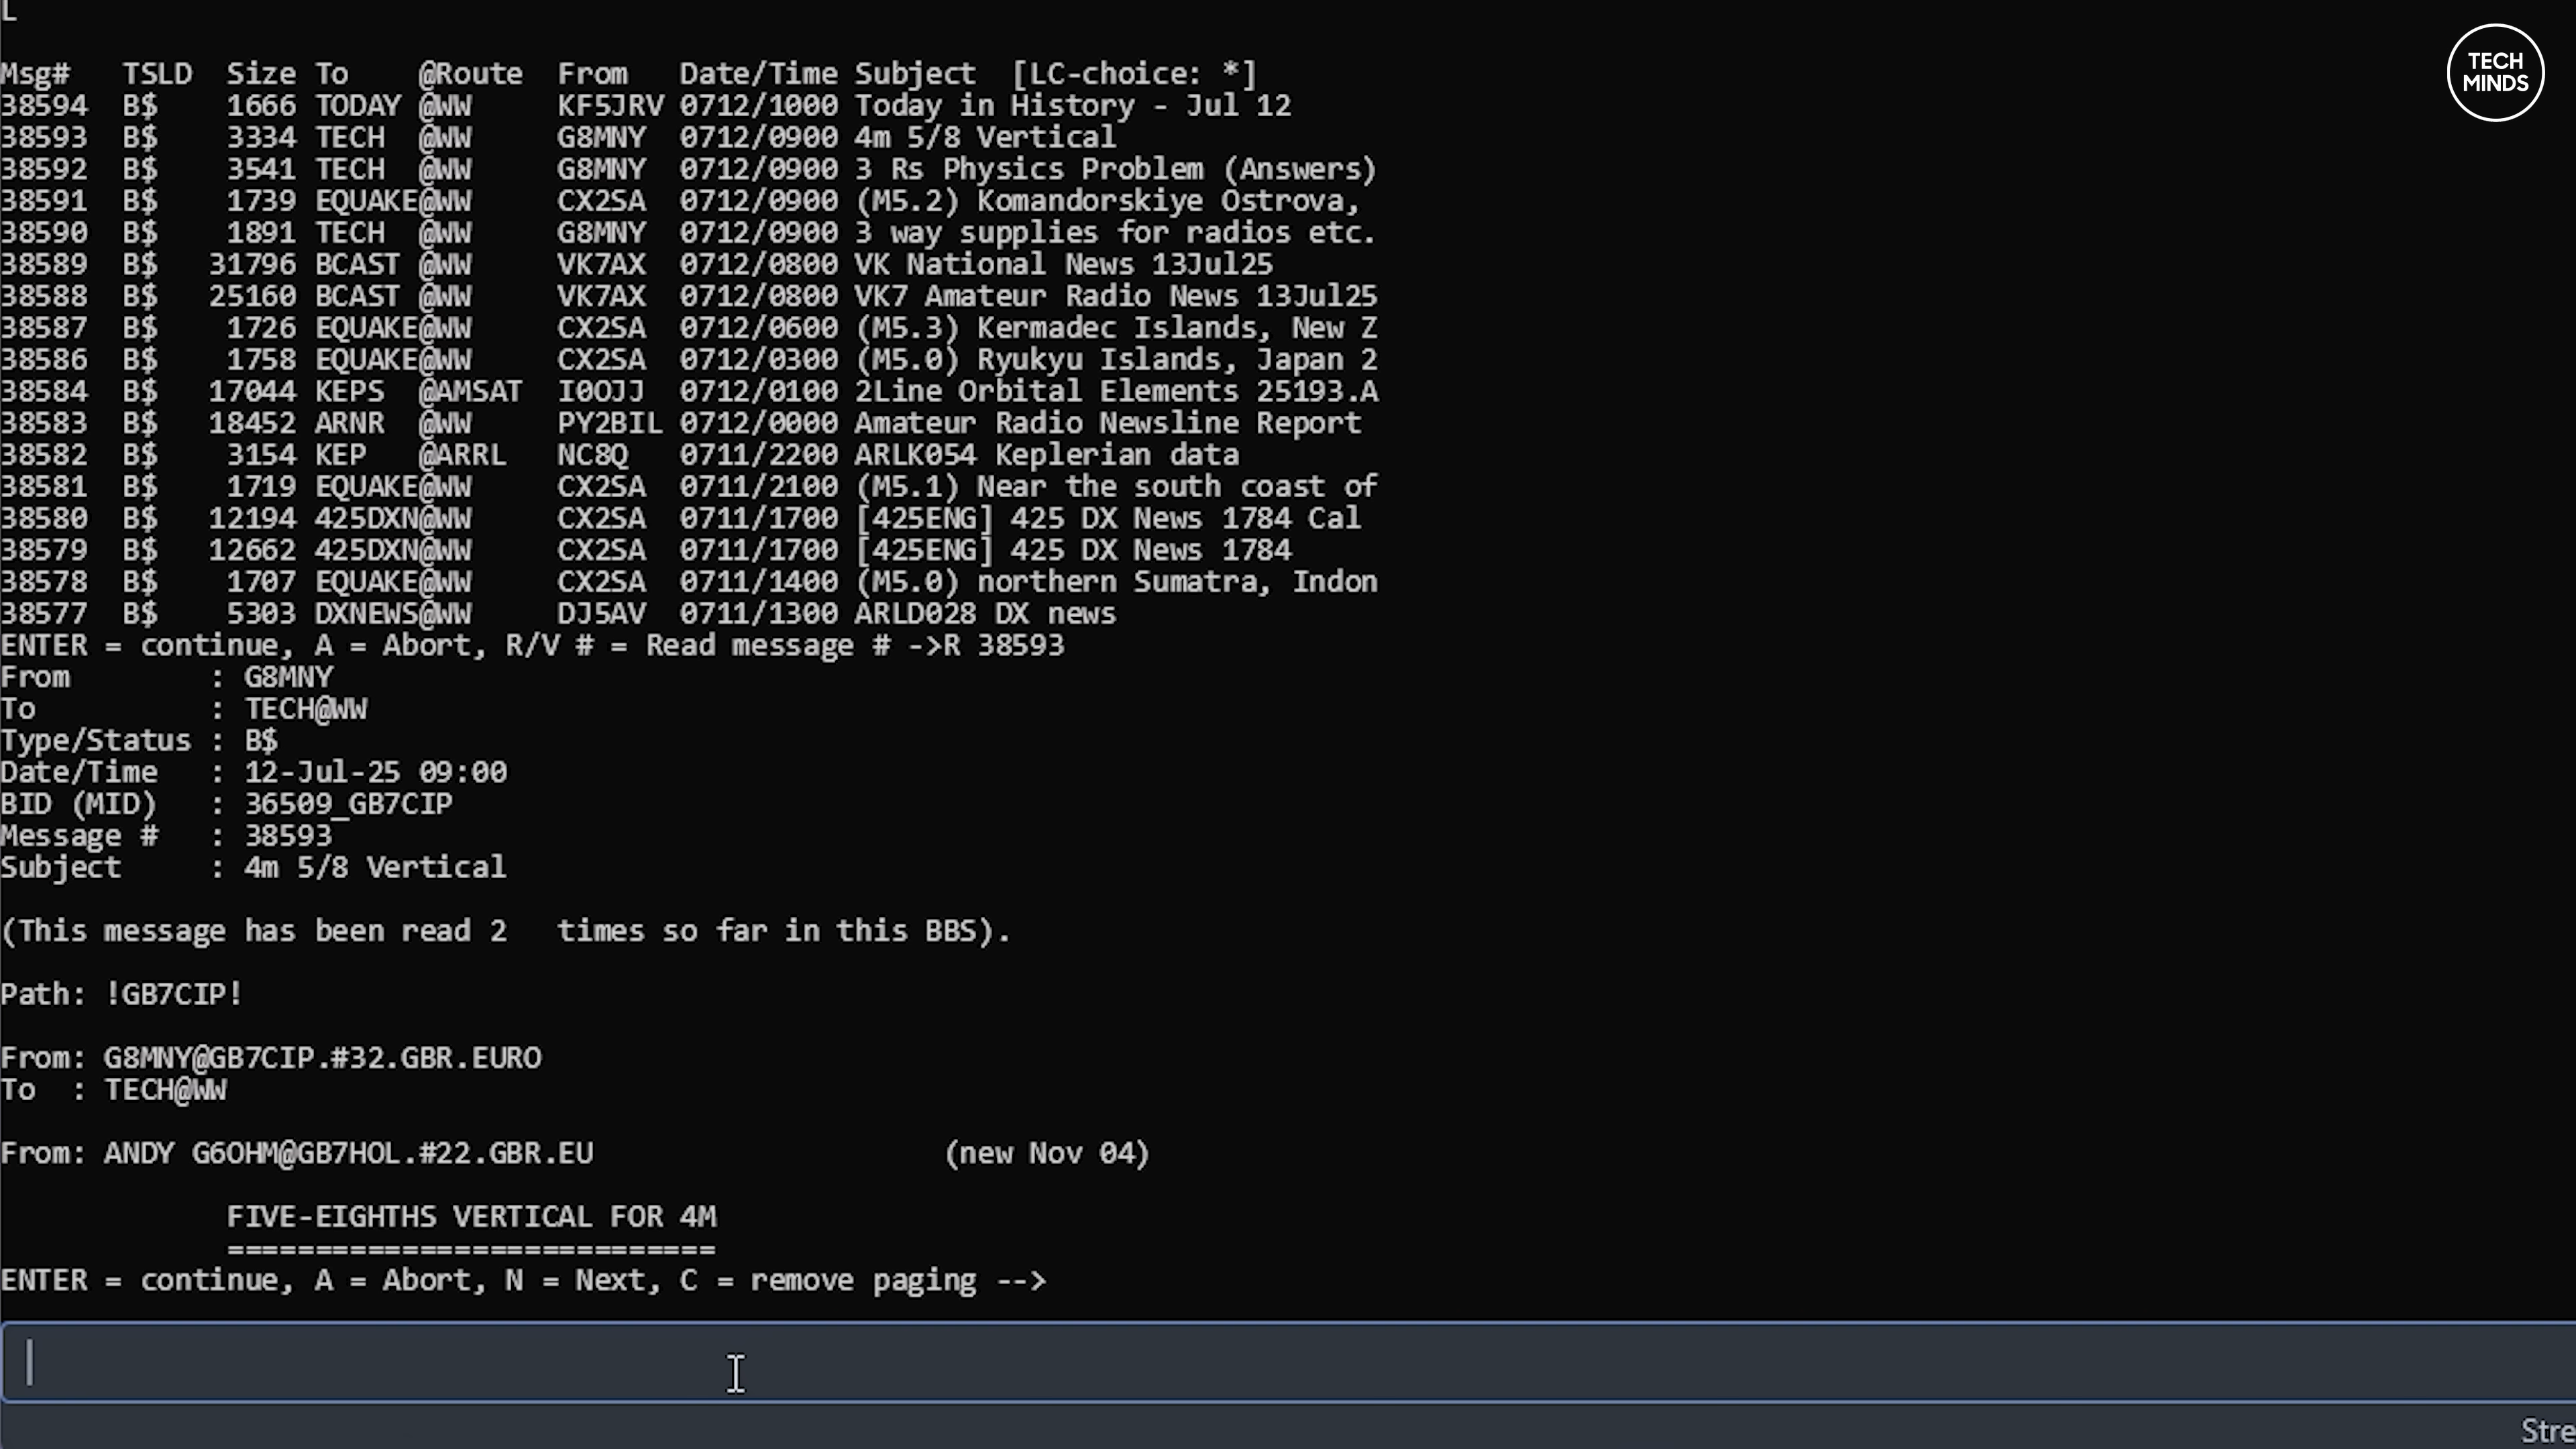 L
Msg#   TSLD  Size To     @Route  From   Date/Time Subject  [LC-choice: *]
38594  B$    1666 TODAY @WW     KF5JRV 0712/1000 Today in History - Jul 12
38593  B$    3334 TECH  @WW     G8MNY  0712/0900 4m 5/8 Vertical
38592  B$    3541 TECH  @WW     G8MNY  0712/0900 3 Rs Physics Problem (Answers)
38591  B$    1739 EQUAKE@WW     CX2SA  0712/0900 (M5.2) Komandorskiye Ostrova,
38590  B$    1891 TECH  @WW     G8MNY  0712/0900 3 way supplies for radios etc.
38589  B$   31796 BCAST @WW     VK7AX  0712/0800 VK National News 13Jul25
38588  B$   25160 BCAST @WW     VK7AX  0712/0800 VK7 Amateur Radio News 13Jul25
38587  B$    1726 EQUAKE@WW     CX2SA  0712/0600 (M5.3) Kermadec Islands, New Z
38586  B$    1758 EQUAKE@WW     CX2SA  0712/0300 (M5.0) Ryukyu Islands, Japan 2
38584  B$   17044 KEPS  @AMSAT  I0OJJ  0712/0100 2Line Orbital Elements 25193.A
38583  B$   18452 ARNR  @WW     PY2BIL 0712/0000 Amateur Radio Newsline Report
38582  B$    3154 KEP   @ARRL   NC8Q   0711/2200 ARLK054 Keplerian data
38581  B$    1719 EQUAKE@WW     CX2SA  0711/2100 (M5.1) Near the south coast of
38580  B$   12194 425DXN@WW     CX2SA  0711/1700 [425ENG] 425 DX News 1784 Cal
38579  B$   12662 425DXN@WW     CX2SA  0711/1700 [425ENG] 425 DX News 1784
38578  B$    1707 EQUAKE@WW     CX2SA  0711/1400 (M5.0) northern Sumatra, Indon
38577  B$    5303 DXNEWS@WW     DJ5AV  0711/1300 ARLD028 DX news
ENTER = continue, A = Abort, R/V # = Read message # ->R 38593
From        : G8MNY
To          : TECH@WW
Type/Status : B$
Date/Time   : 12-Jul-25 09:00
BID (MID)   : 36509_GB7CIP
Message #   : 38593
Subject     : 4m 5/8 Vertical
(This message has been read 2   times so far in this BBS).
Path: !GB7CIP!
From: G8MNY@GB7CIP.#32.GBR.EURO
To  : TECH@WW
From: ANDY G6OHM@GB7HOL.#22.GBR.EU                    (new Nov 04)
FIVE-EIGHTHS VERTICAL FOR 4M
============================
ENTER = continue, A = Abort, N = Next, C = remove paging -->
Stre
TECH
MINDS